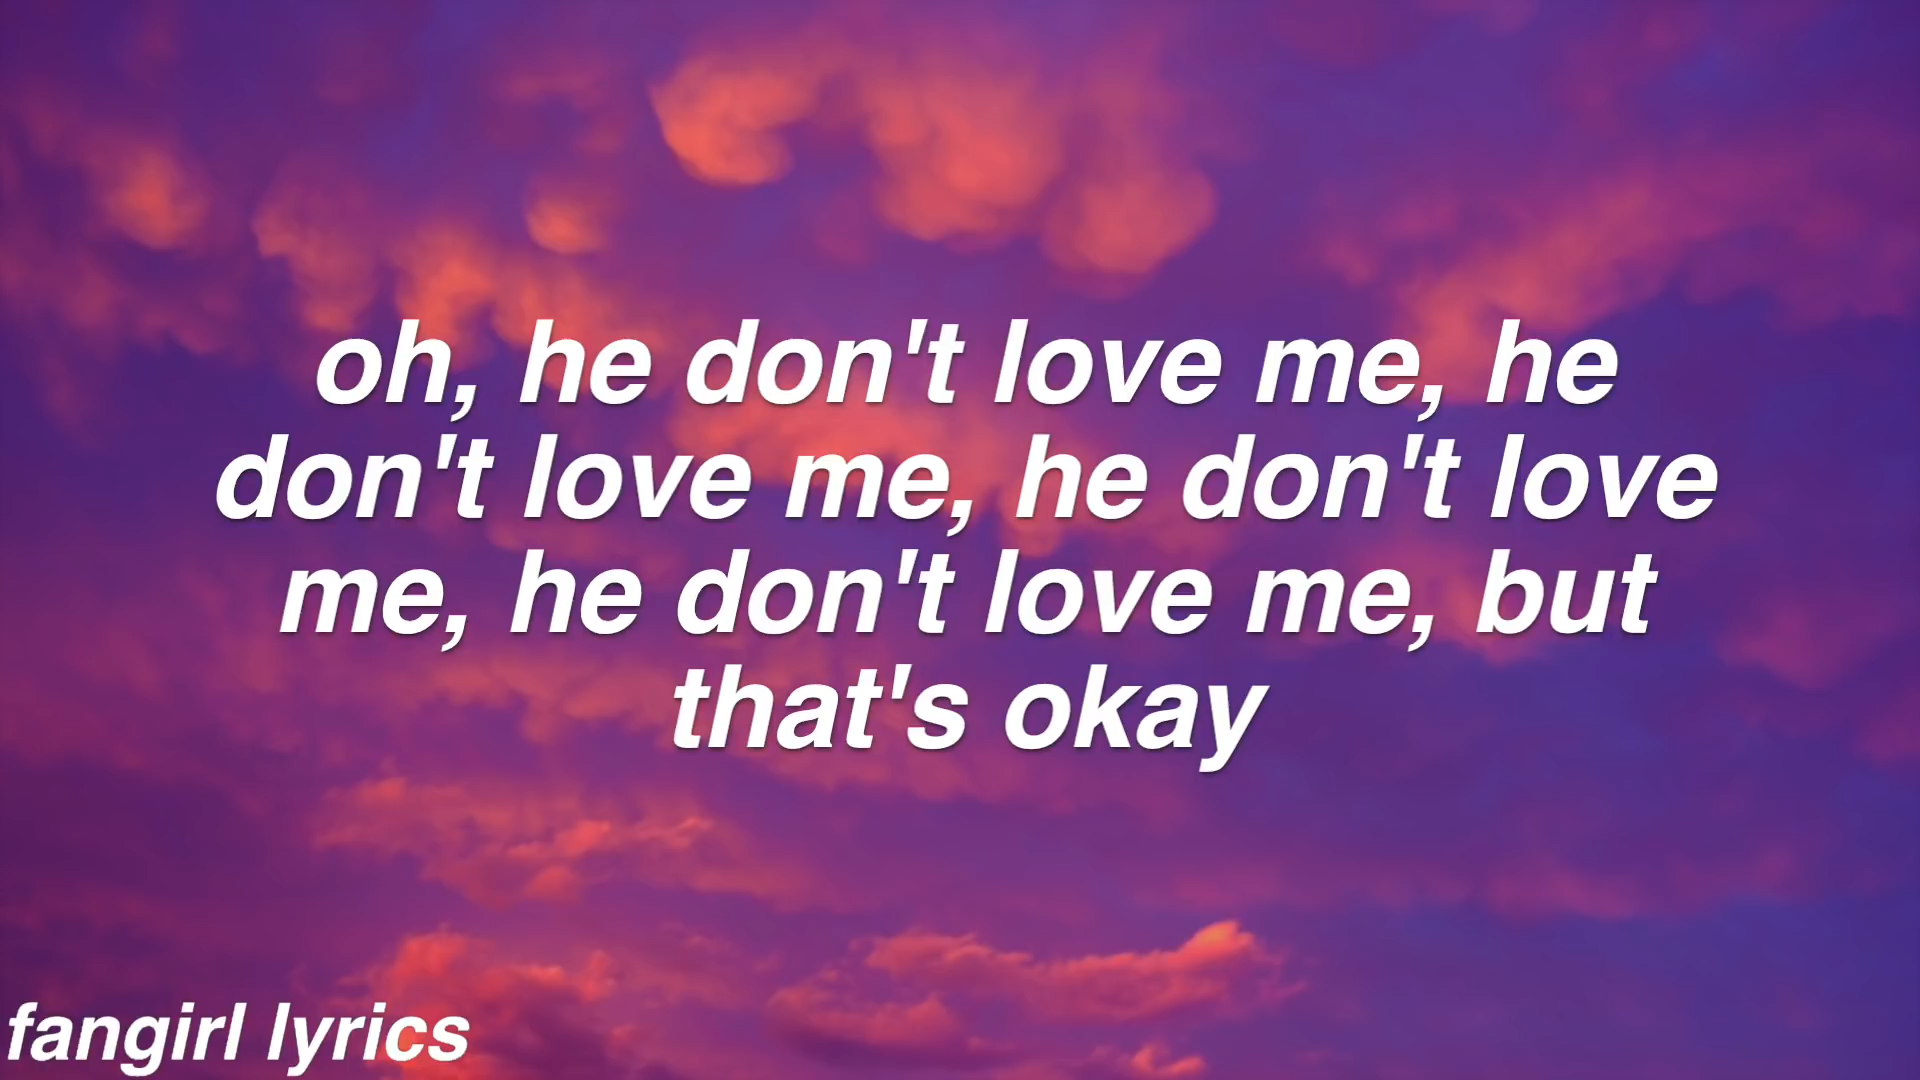 oh, he don't love me, he
don't love me, he don't love
me, he don't love me, but
that's okay
fangirl lyrics